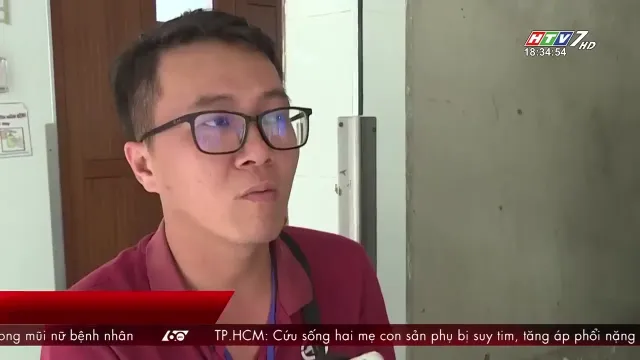 HTV7 HD
18:34:54
ong mũi nữ bệnh nhân
60 TP.HCM: Cứu sống hai mẹ con sản phụ bị suy tim, tăng áp phổi nặng